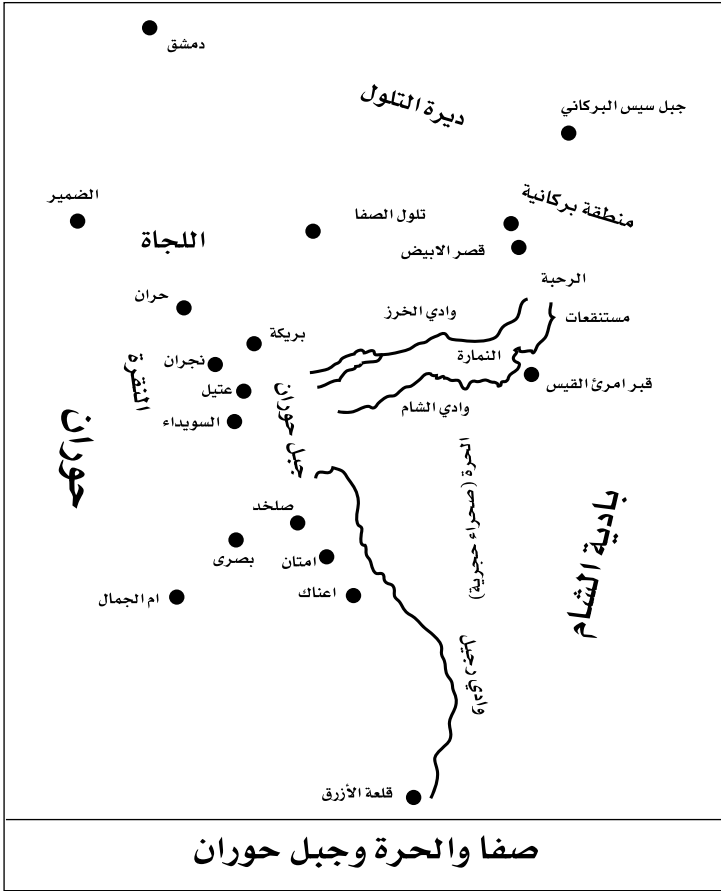 دمشق
ديرة التلول
جبل سيس البركاني
الضمير
منطقة بركانية
تلول الصفا
اللجاة
قصر الابيض
الرحبة
حران
وادي الخرز
مستنقعات
بريكة
النمارة
نجران
النقرة
قبر امرئ القيس
عتيل
جبل حوران
وادي الشام
السويداء
حوران
الحرة (صحراء حجرية)
بادية الشام
صلخد
بصرى
امتان
اعناك
ام الجمال
وادي رجيل
قلعة الأزرق
صفا والحرة وجبل حوران